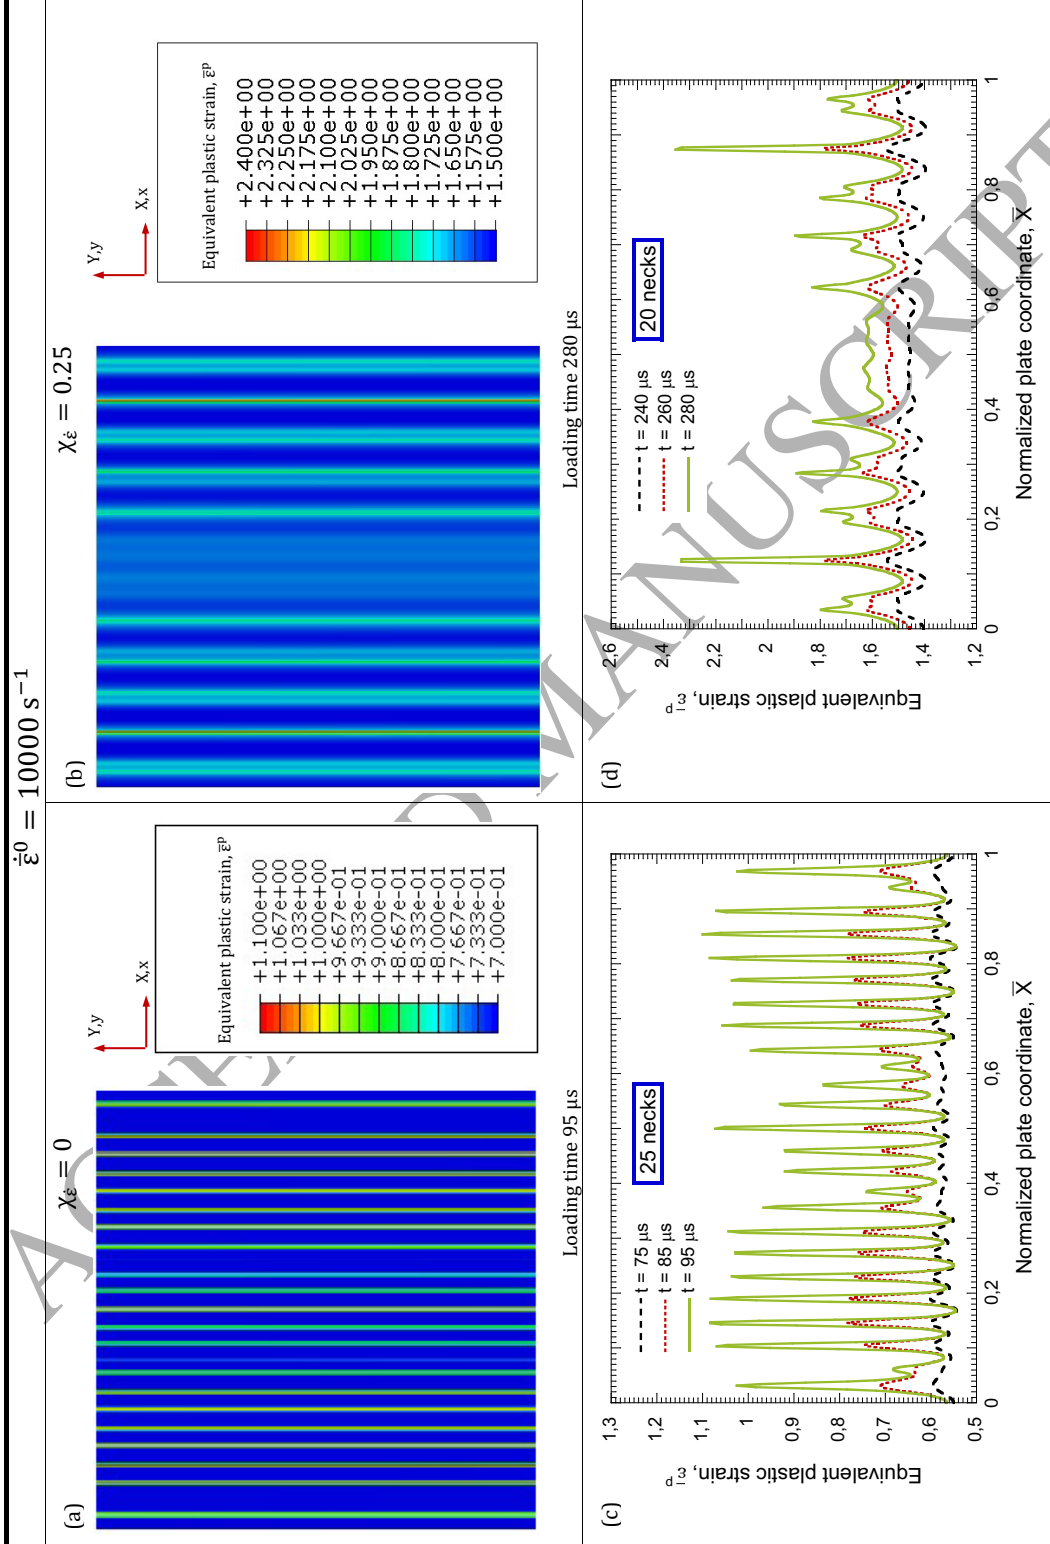 ε̇⁰ = 10000 s⁻¹
(a)
χ_ε̇ = 0
Y,y
X,x
Equivalent plastic strain, ε̄ᵖ
+1.100e+00
+1.067e+00
+1.033e+00
+1.000e+00
+9.667e-01
+9.333e-01
+9.000e-01
+8.667e-01
+8.333e-01
+8.000e-01
+7.667e-01
+7.333e-01
+7.000e-01
Loading time 95 μs
(b)
χ_ε̇ = 0.25
Y,y
X,x
Equivalent plastic strain, ε̄ᵖ
+2.400e+00
+2.325e+00
+2.250e+00
+2.175e+00
+2.100e+00
+2.025e+00
+1.950e+00
+1.875e+00
+1.800e+00
+1.725e+00
+1.650e+00
+1.575e+00
+1.500e+00
Loading time 280 μs
(c)
Equivalent plastic strain, ε̄ᵖ
1,3
1,2
1,1
1
0,9
0,8
0,7
0,6
0,5
t = 75 μs
t = 85 μs
t = 95 μs
25 necks
0 0,2 0,4 0,6 0,8 1
Normalized plate coordinate, X̄
(d)
Equivalent plastic strain, ε̄ᵖ
2,6
2,4
2,2
2
1,8
1,6
1,4
1,2
t = 240 μs
t = 260 μs
t = 280 μs
20 necks
0 0,2 0,4 0,6 0,8 1
Normalized plate coordinate, X̄
MANUSCRIPT